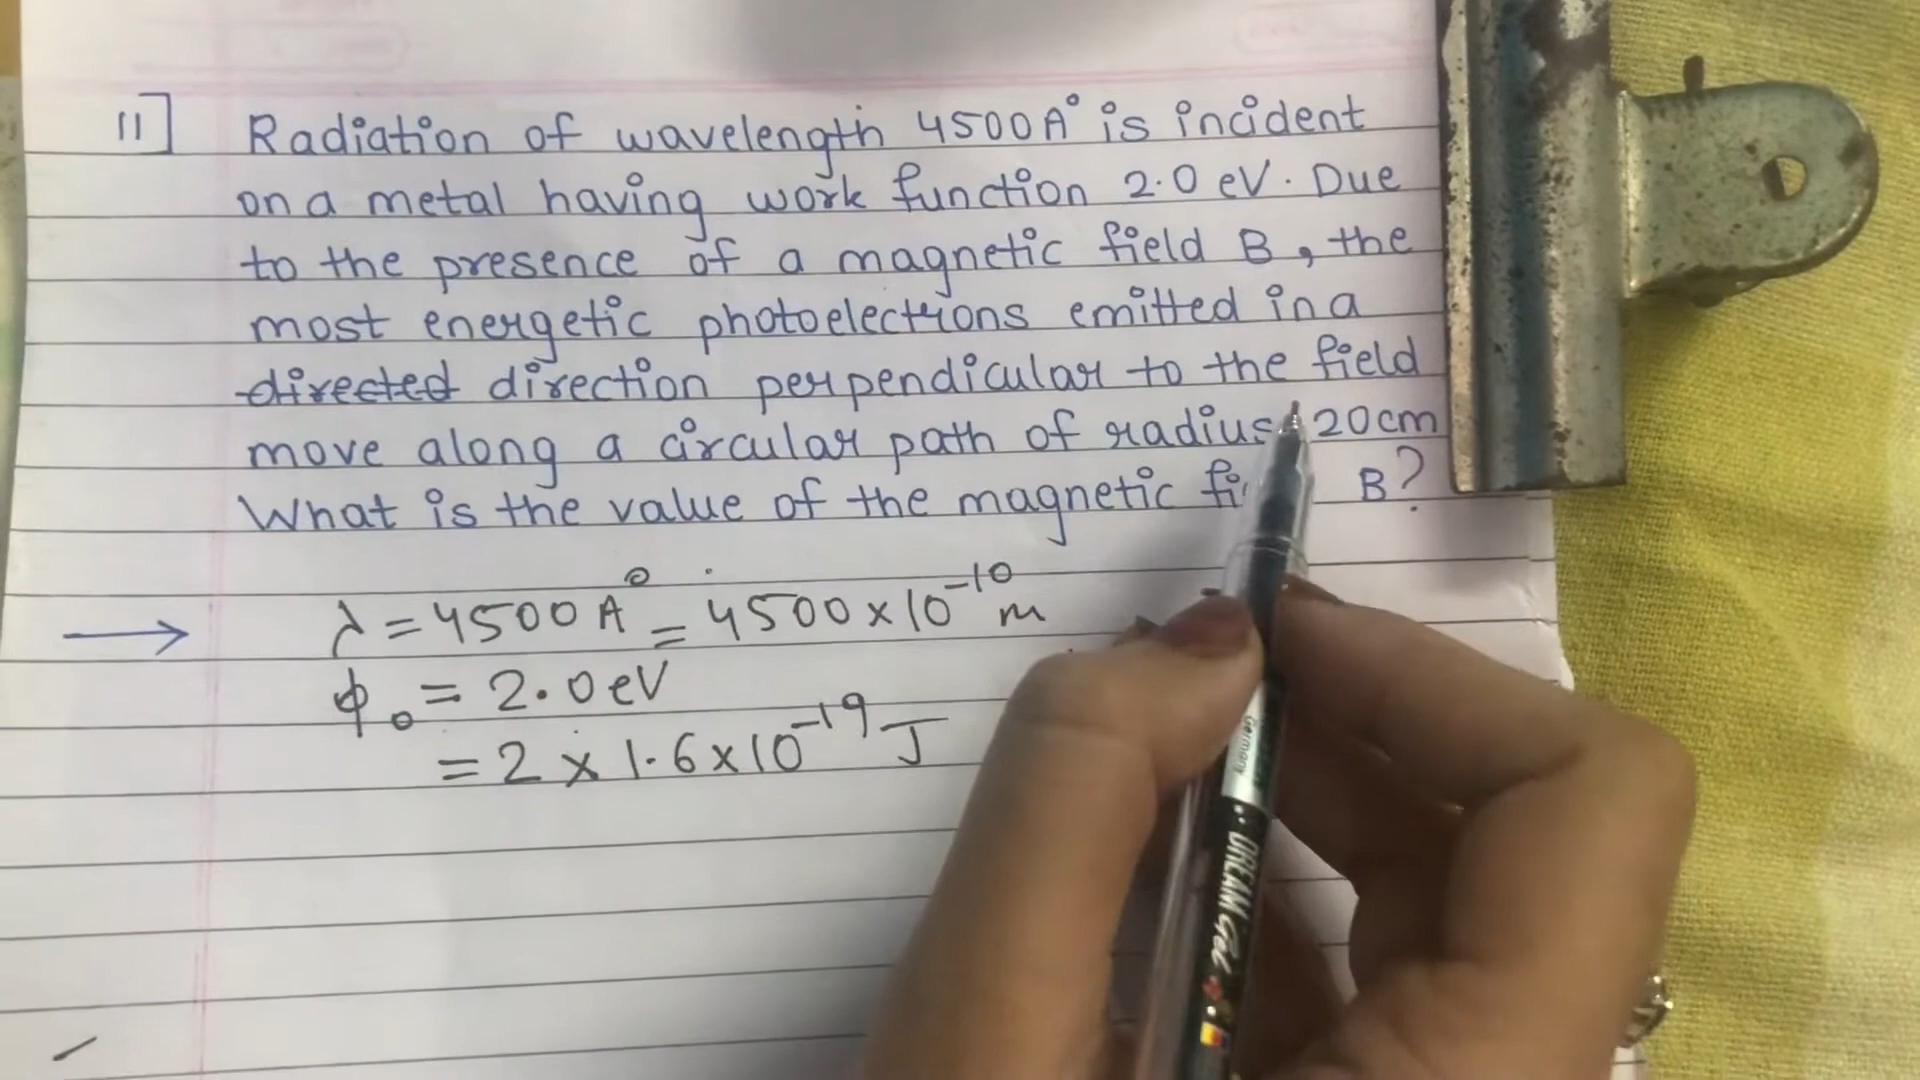 11] Radiation of wavelength 4500A° is incident
on a metal having work function 2.0 eV. Due
to the presence of a magnetic field B, the
most energetic photoelectrons emitted in a
directed direction perpendicular to the field
move along a circular path of radius 20cm
What is the value of the magnetic B?
→ λ = 4500 A° = 4500 × 10⁻¹⁰ m
ϕ₀ = 2.0 eV
= 2 × 1.6 × 10⁻¹⁹ J
Germany
DREAM Gel